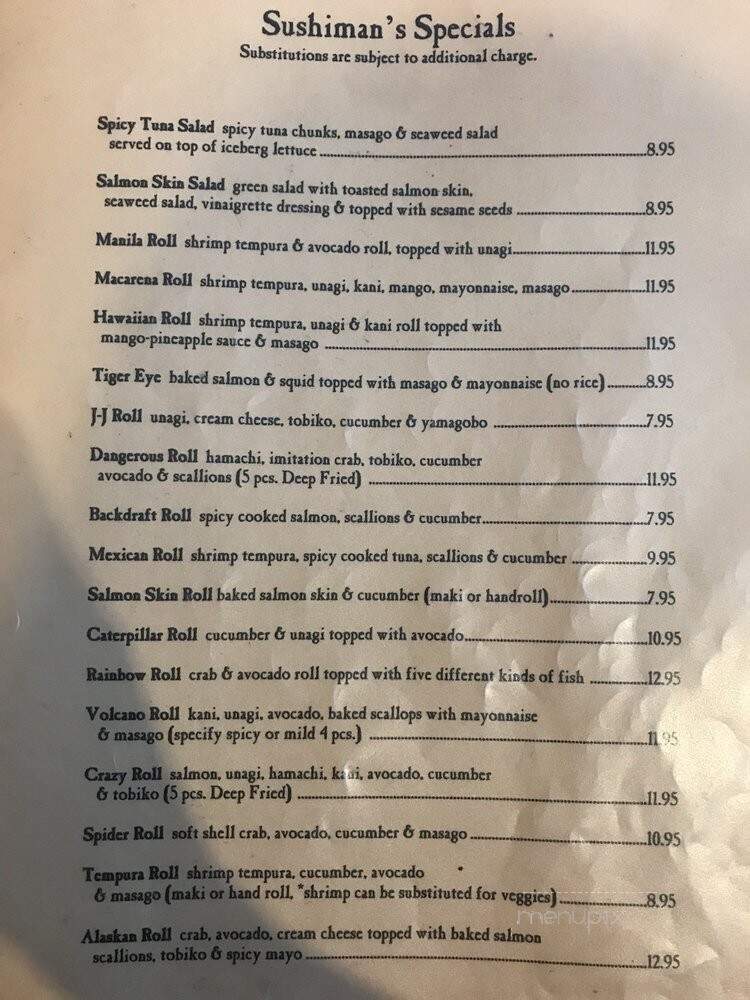 Sushiman's Specials
Substitutions are subject to additional charge.
Spicy Tuna Salad spicy tuna chunks, masago & seaweed salad
served on top of iceberg lettuce 8.95
Salmon Skin Salad green salad with toasted salmon skin,
seaweed salad, vinaigrette dressing & topped with sesame seeds 8.95
Manila Roll shrimp tempura & avocado roll, topped with unagi 11.95
Macarena Roll shrimp tempura, unagi, kani, mango, mayonnaise, masago 11.95
Hawaiian Roll shrimp tempura, unagi & kani roll topped with
mango-pineapple sauce & masago 11.95
Tiger Eye baked salmon & squid topped with masago & mayonnaise (no rice) 8.95
J-J Roll unagi, cream cheese, tobiko, cucumber & yamagobo 7.95
Dangerous Roll hamachi, imitation crab, tobiko, cucumber
avocado & scallions (5 pcs. Deep Fried) 11.95
Backdraft Roll spicy cooked salmon, scallions & cucumber 7.95
Mexican Roll shrimp tempura, spicy cooked tuna, scallions & cucumber 9.95
Salmon Skin Roll baked salmon skin & cucumber (maki or handroll) 7.95
Caterpillar Roll cucumber & unagi topped with avocado 10.95
Rainbow Roll crab & avocado roll topped with five different kinds of fish 12.95
Volcano Roll kani, unagi, avocado, baked scallops with mayonnaise
& masago (specify spicy or mild 4 pcs.) 11.95
Crazy Roll salmon, unagi, hamachi, kani, avocado, cucumber
& tobiko (5 pcs. Deep Fried) 11.95
Spider Roll soft shell crab, avocado, cucumber & masago 10.95
Tempura Roll shrimp tempura, cucumber, avocado
& masago (maki or hand roll, *shrimp can be substituted for veggies) 8.95
Alaskan Roll crab, avocado, cream cheese topped with baked salmon
scallions, tobiko & spicy mayo 12.95